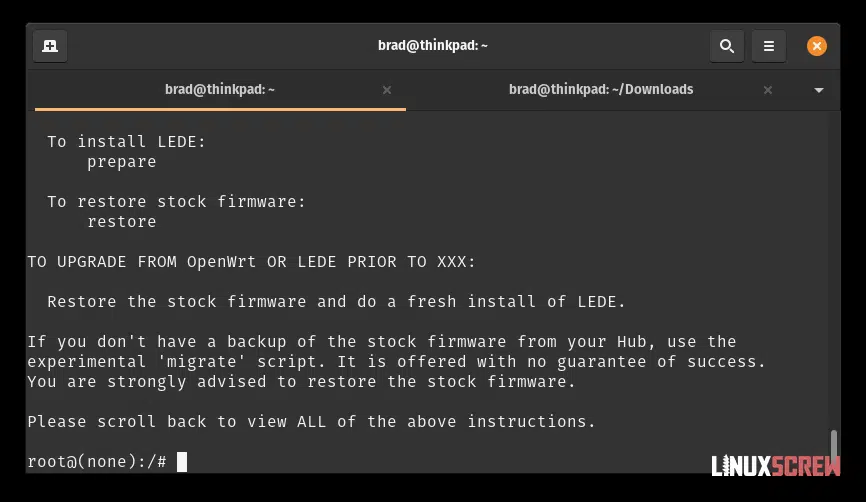 brad@thinkpad: ~
brad@thinkpad: ~
brad@thinkpad: ~/Downloads
To install LEDE:
prepare
To restore stock firmware:
restore
TO UPGRADE FROM OpenWrt OR LEDE PRIOR TO XXX:
Restore the stock firmware and do a fresh install of LEDE.
If you don't have a backup of the stock firmware from your Hub, use the
experimental 'migrate' script. It is offered with no guarantee of success.
You are strongly advised to restore the stock firmware.
Please scroll back to view ALL of the above instructions.
root@(none):/#
LINUXSCREW